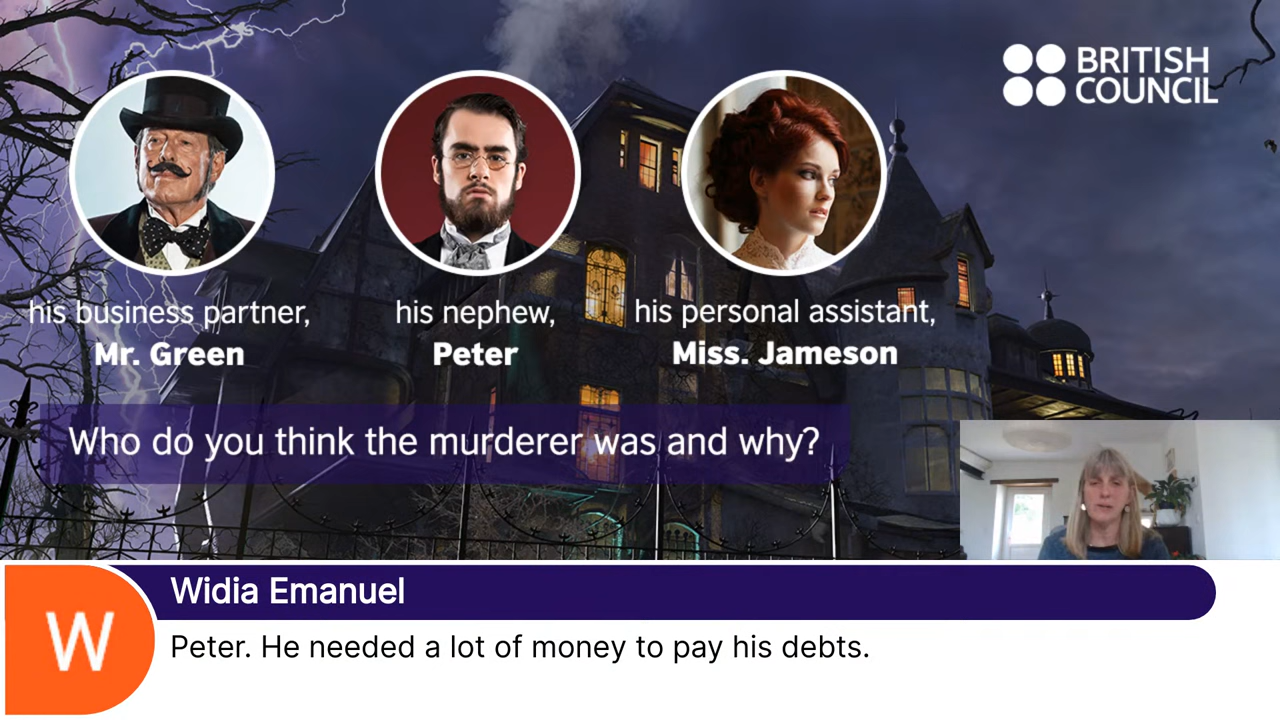 BRITISH
COUNCIL
his business partner,
Mr. Green
his nephew,
Peter
his personal assistant,
Miss. Jameson
Who do you think the murderer was and why?
W
Widia Emanuel
Peter. He needed a lot of money to pay his debts.